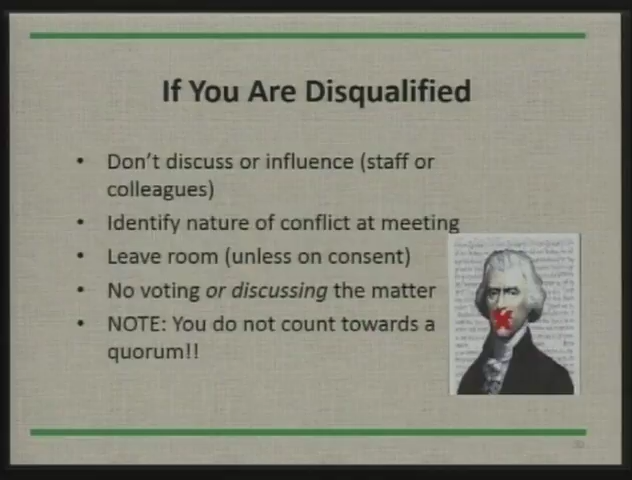 If You Are Disqualified
• Don't discuss or influence (staff or
colleagues)
• Identify nature of conflict at meeting
• Leave room (unless on consent)
• No voting or discussing the matter
• NOTE: You do not count towards a
quorum!!